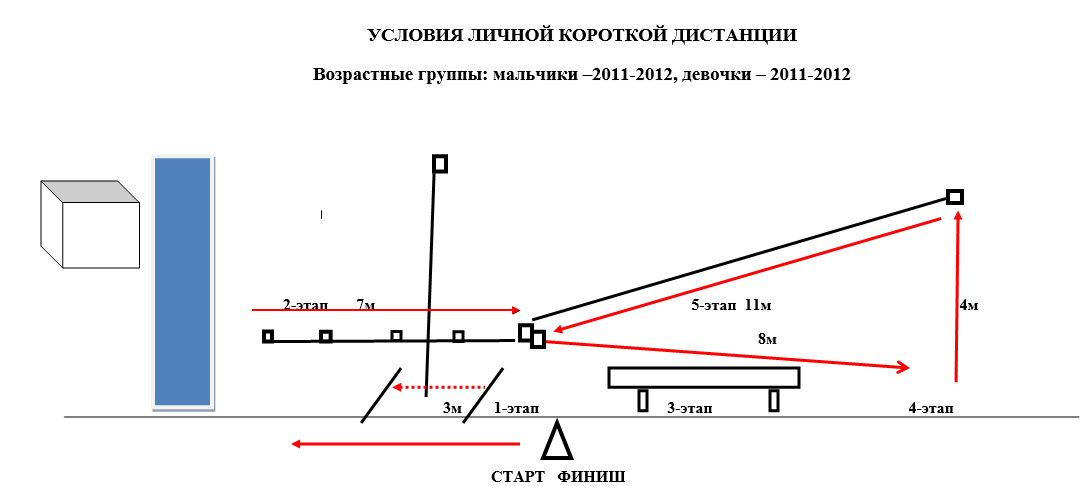 УСЛОВИЯ ЛИЧНОЙ КОРОТКОЙ ДИСТАНЦИИ
Возрастные группы: мальчики –2011-2012, девочки – 2011-2012
2-этап 7м
5-этап 11м
4м
8м
3м 1-этап
3-этап
4-этап
СТАРТ ФИНИШ